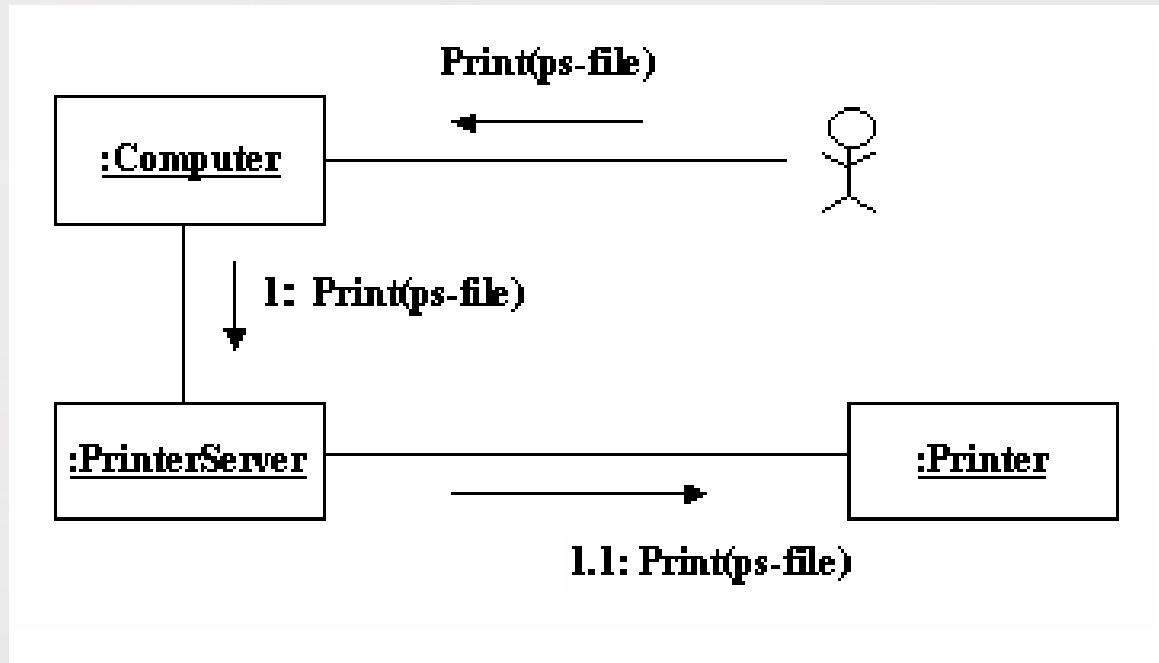 Print(ps-file)
:Computer
1: Print(ps-file)
:PrinterServer
:Printer
1.1: Print(ps-file)